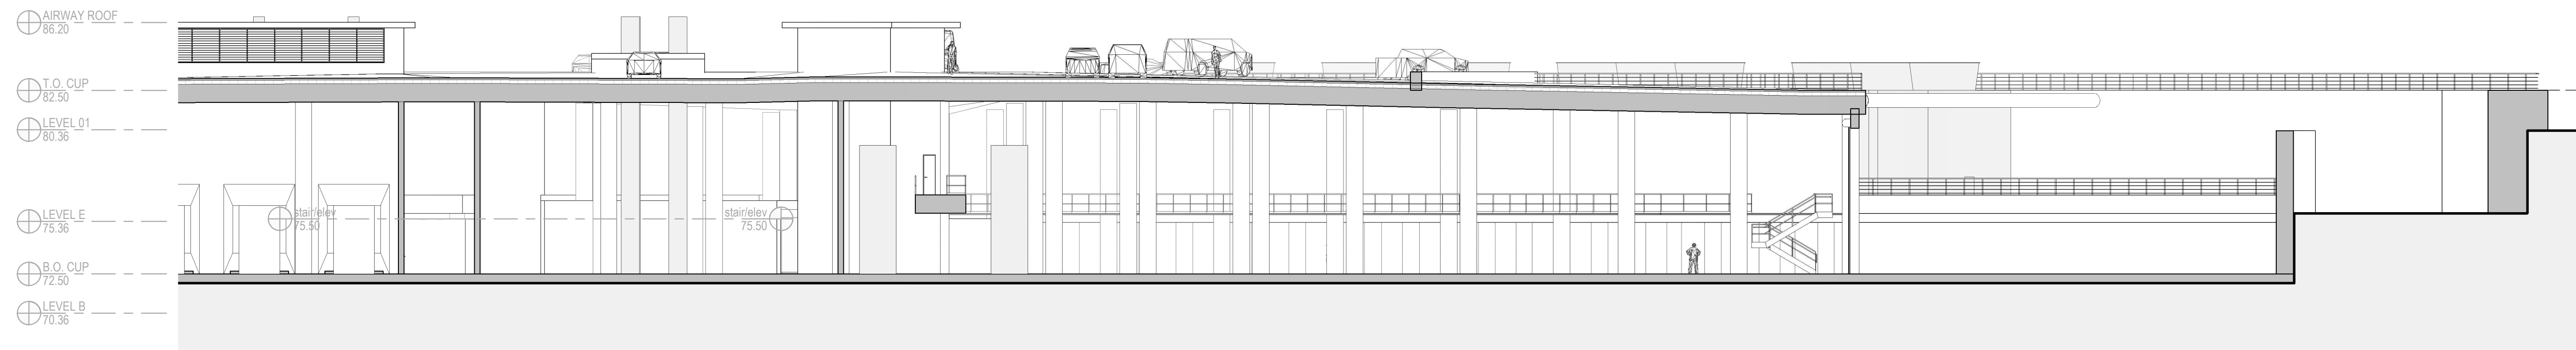 AIRWAY ROOF
86.20
T.O. CUP
82.50
LEVEL 01
80.36
LEVEL E
75.36
stair/elev
75.50
stair/elev
75.50
B.O. CUP
72.50
LEVEL B
70.36